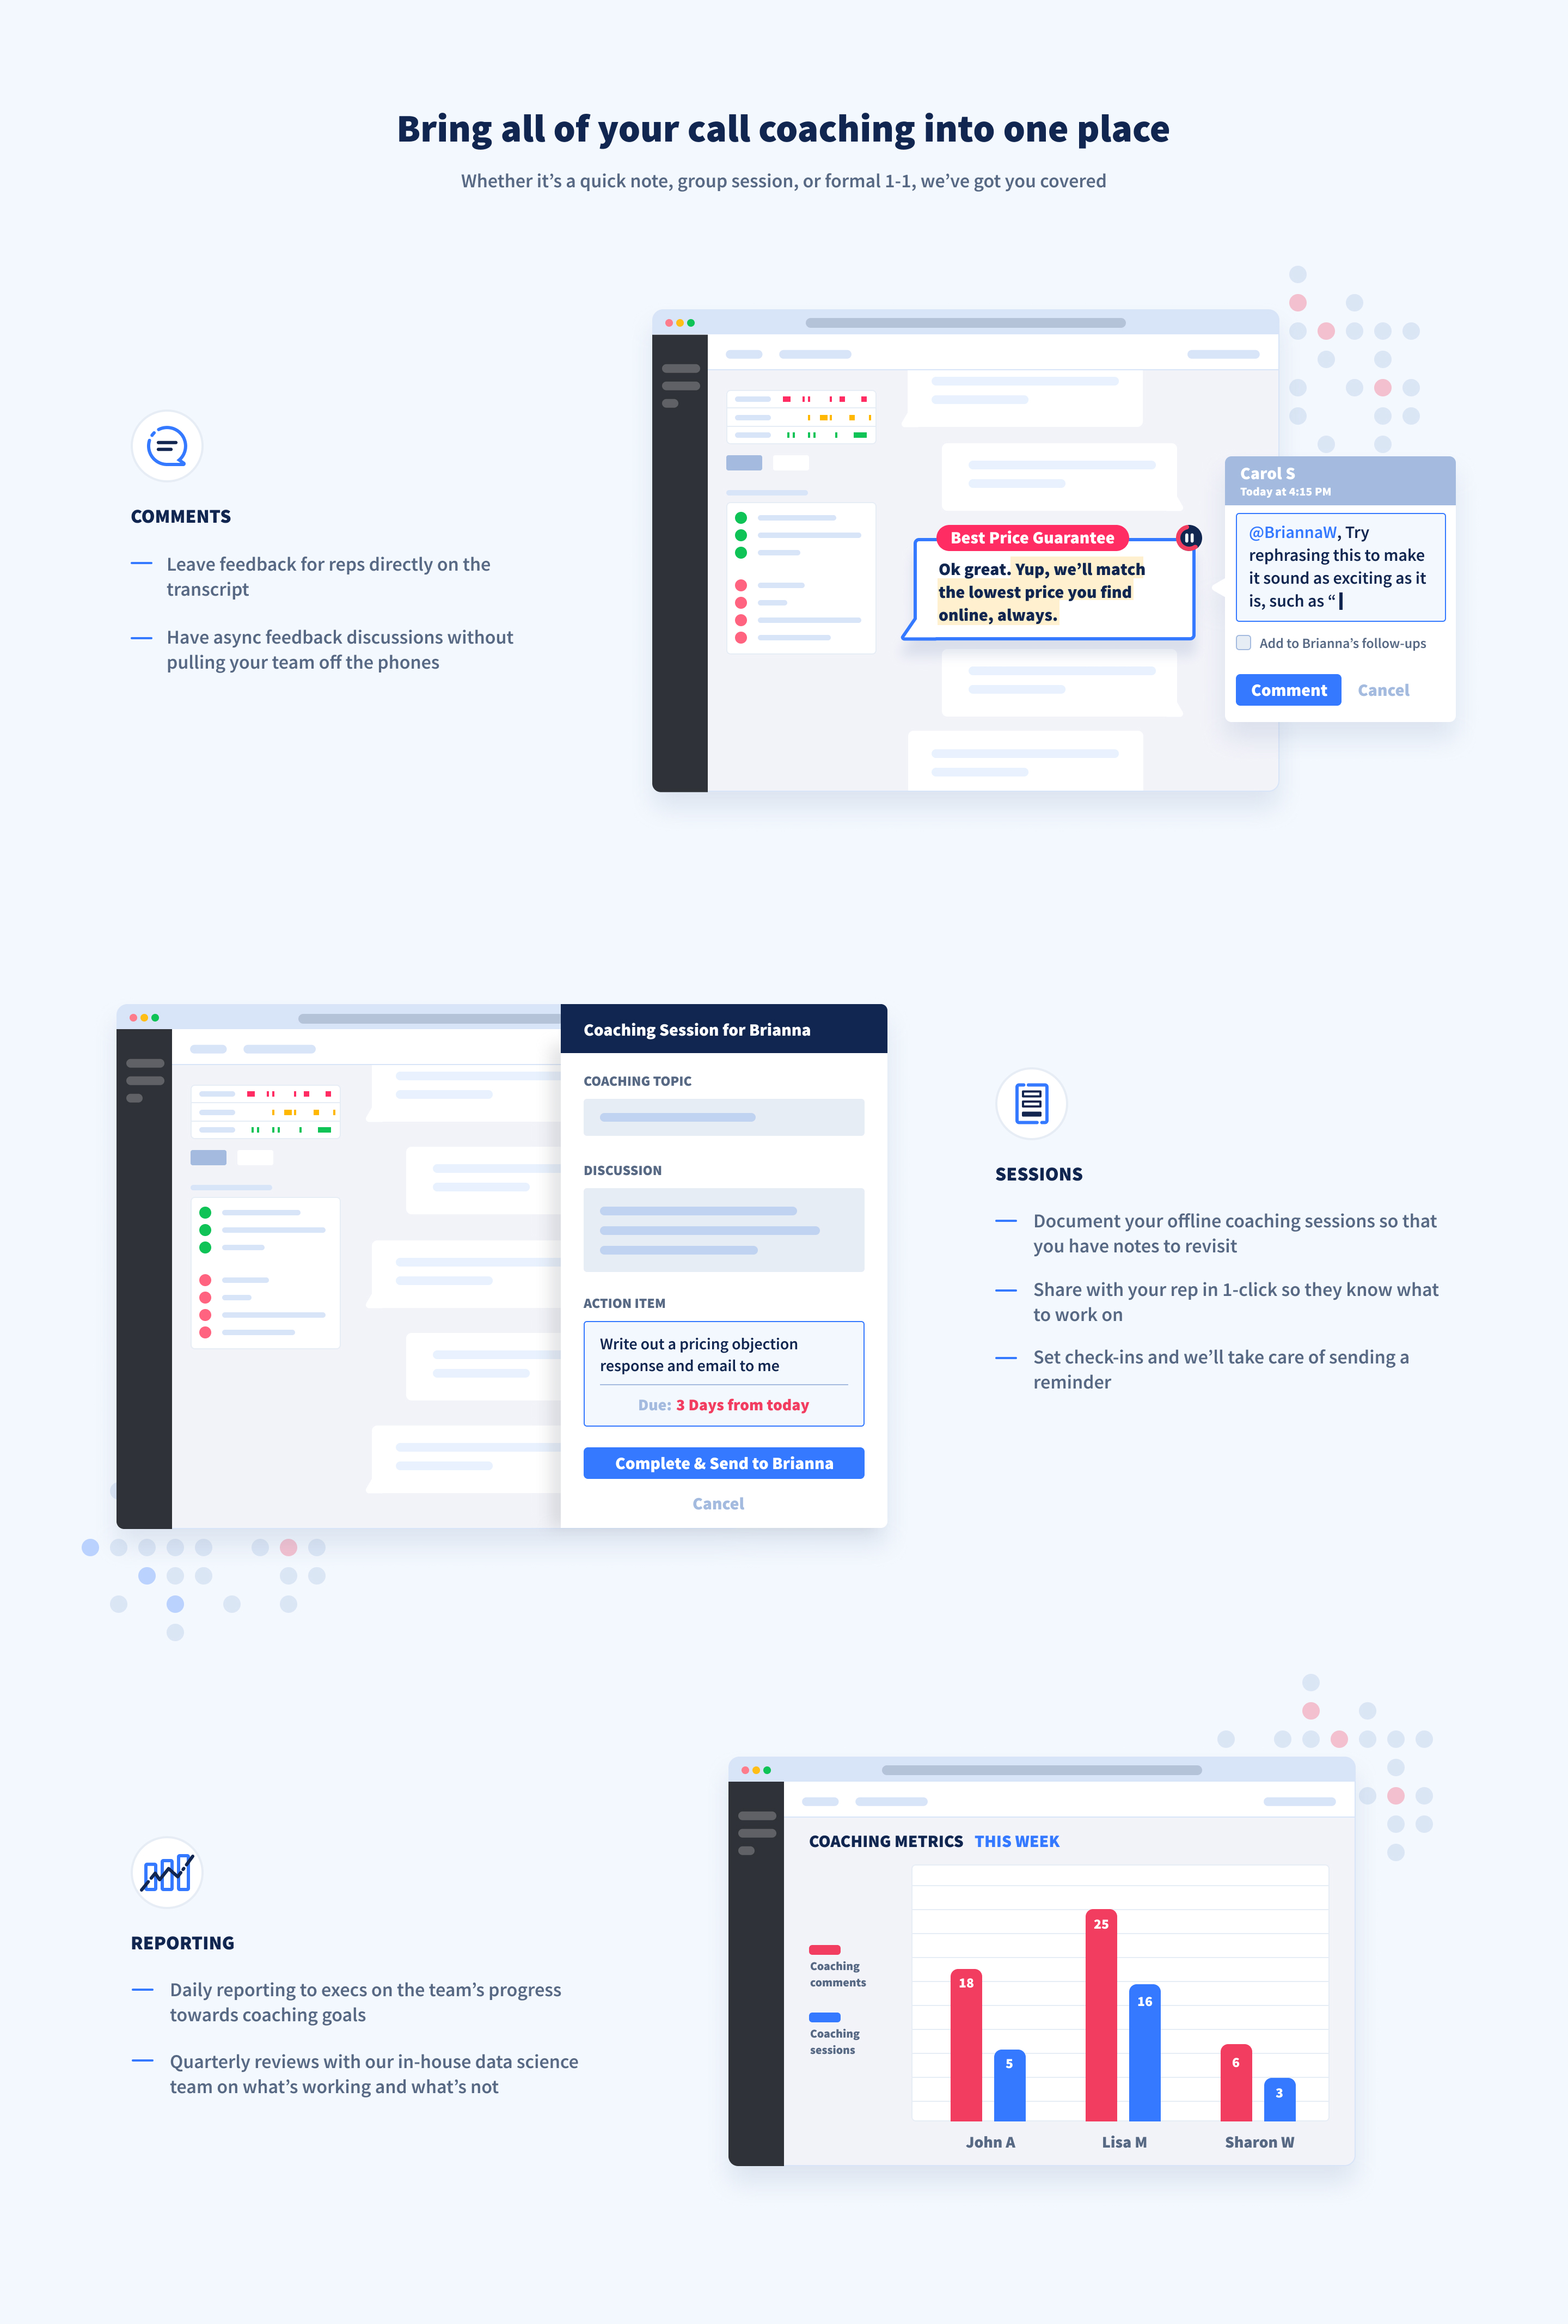 Bring all of your call coaching into one place
Whether it’s a quick note, group session, or formal 1-1, we’ve got you covered
COMMENTS
Leave feedback for reps directly on the
transcript
Have async feedback discussions without
pulling your team off the phones
Best Price Guarantee
Ok great. Yup, we’ll match
the lowest price you find
online, always.
Carol S
Today at 4:15 PM
@BriannaW, Try
rephrasing this to make
it sound as exciting as it
is, such as “
Add to Brianna’s follow-ups
Comment Cancel
Coaching Session for Brianna
COACHING TOPIC
DISCUSSION
ACTION ITEM
Write out a pricing objection
response and email to me
Due: 3 Days from today
Complete & Send to Brianna
Cancel
SESSIONS
Document your offline coaching sessions so that
you have notes to revisit
Share with your rep in 1-click so they know what
to work on
Set check-ins and we’ll take care of sending a
reminder
REPORTING
Daily reporting to execs on the team’s progress
towards coaching goals
Quarterly reviews with our in-house data science
team on what’s working and what’s not
COACHING METRICS THIS WEEK
Coaching
comments
Coaching
sessions
18
5
25
16
6
3
John A
Lisa M
Sharon W